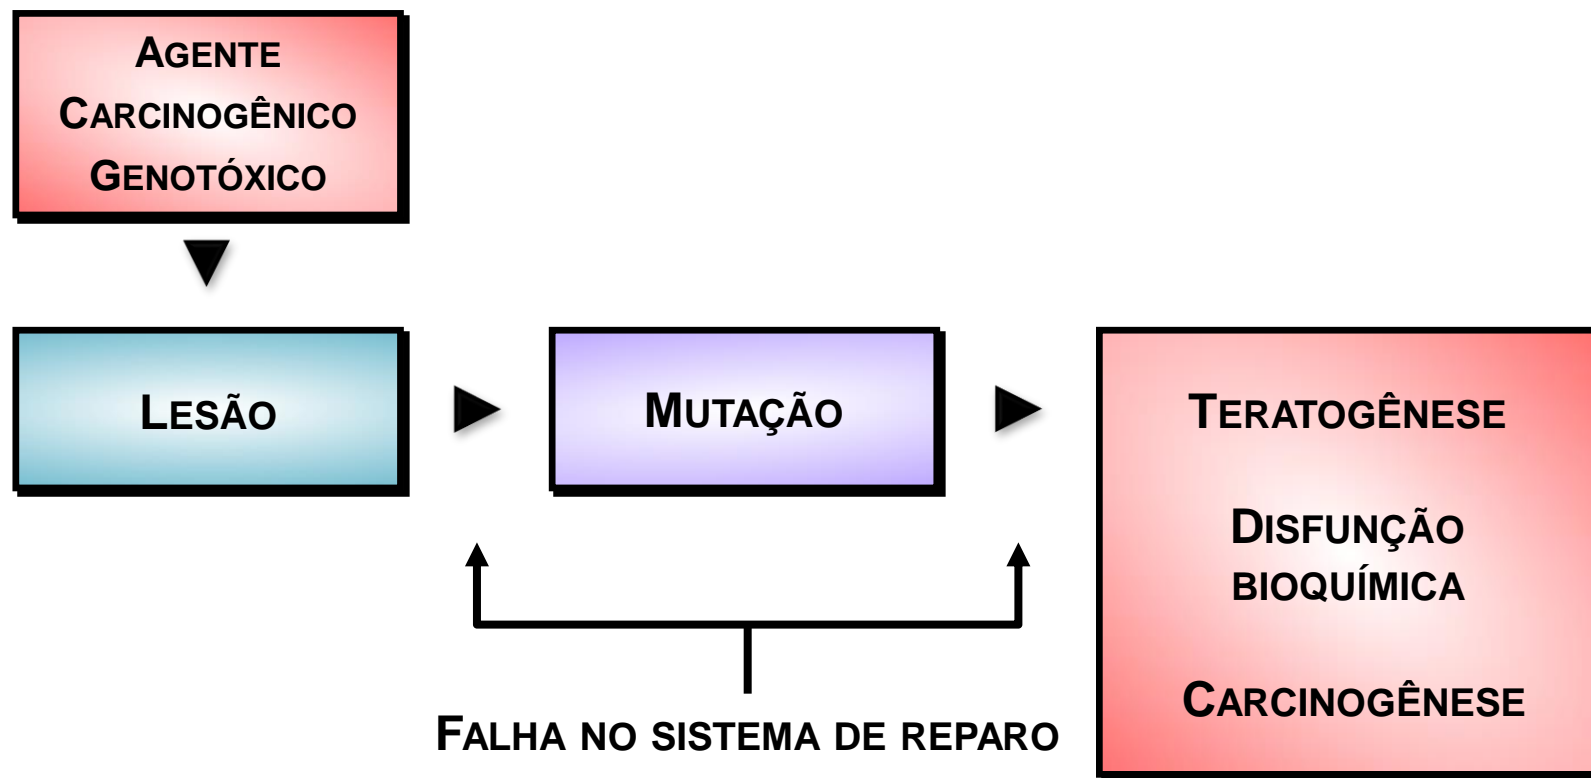 AGENTE
CARCINOGÊNICO
GENOTÓXICO
LESÃO
MUTAÇÃO
TERATOGÊNESE
DISFUNÇÃO
BIOQUÍMICA
CARCINOGÊNESE
FALHA NO SISTEMA DE REPARO